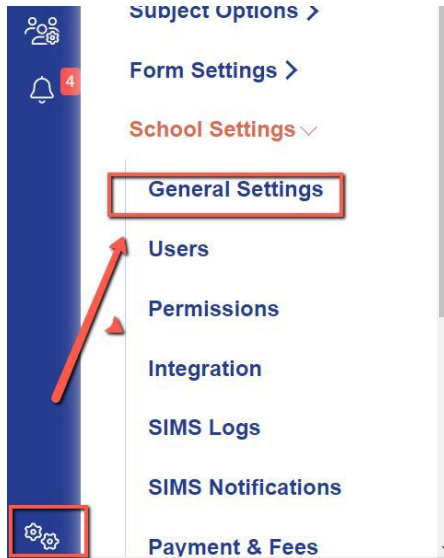 Subject Options >
Form Settings >
4
School Settings
General Settings
Users
Permissions
Integration
SIMS Logs
SIMS Notifications
Payment & Fees